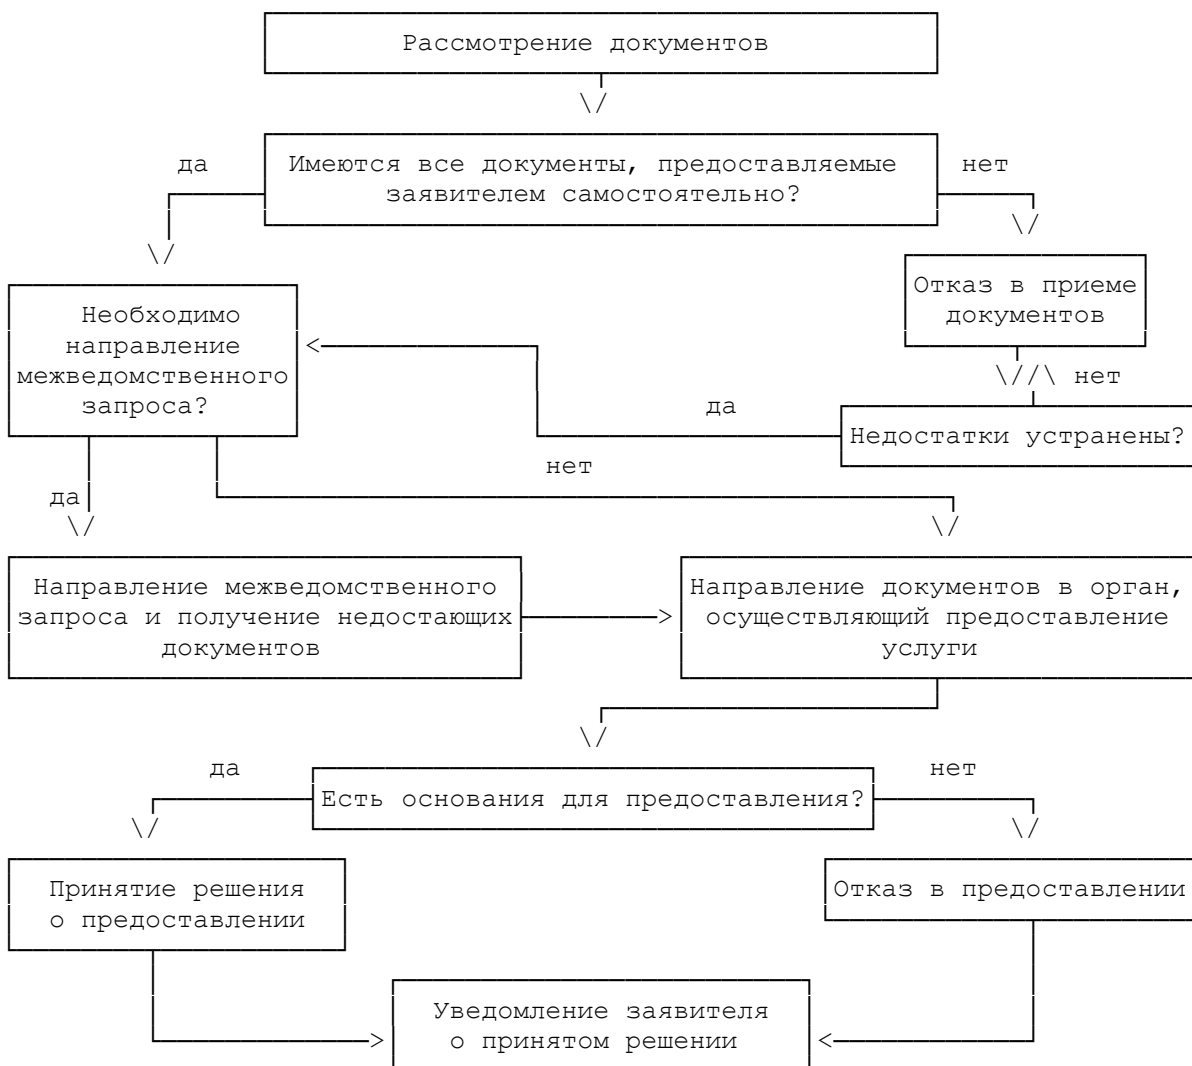 Рассмотрение документов
Имеются все документы, предоставляемые
заявителем самостоятельно?
да
нет
Необходимо
направление
межведомственного
запроса?
Отказ в приеме
документов
нет
да
Недостатки устранены?
нет
да
Направление межведомственного
запроса и получение недостающих
документов
Направление документов в орган,
осуществляющий предоставление
услуги
да
нет
Есть основания для предоставления?
Принятие решения
о предоставлении
Отказ в предоставлении
Уведомление заявителя
о принятом решении